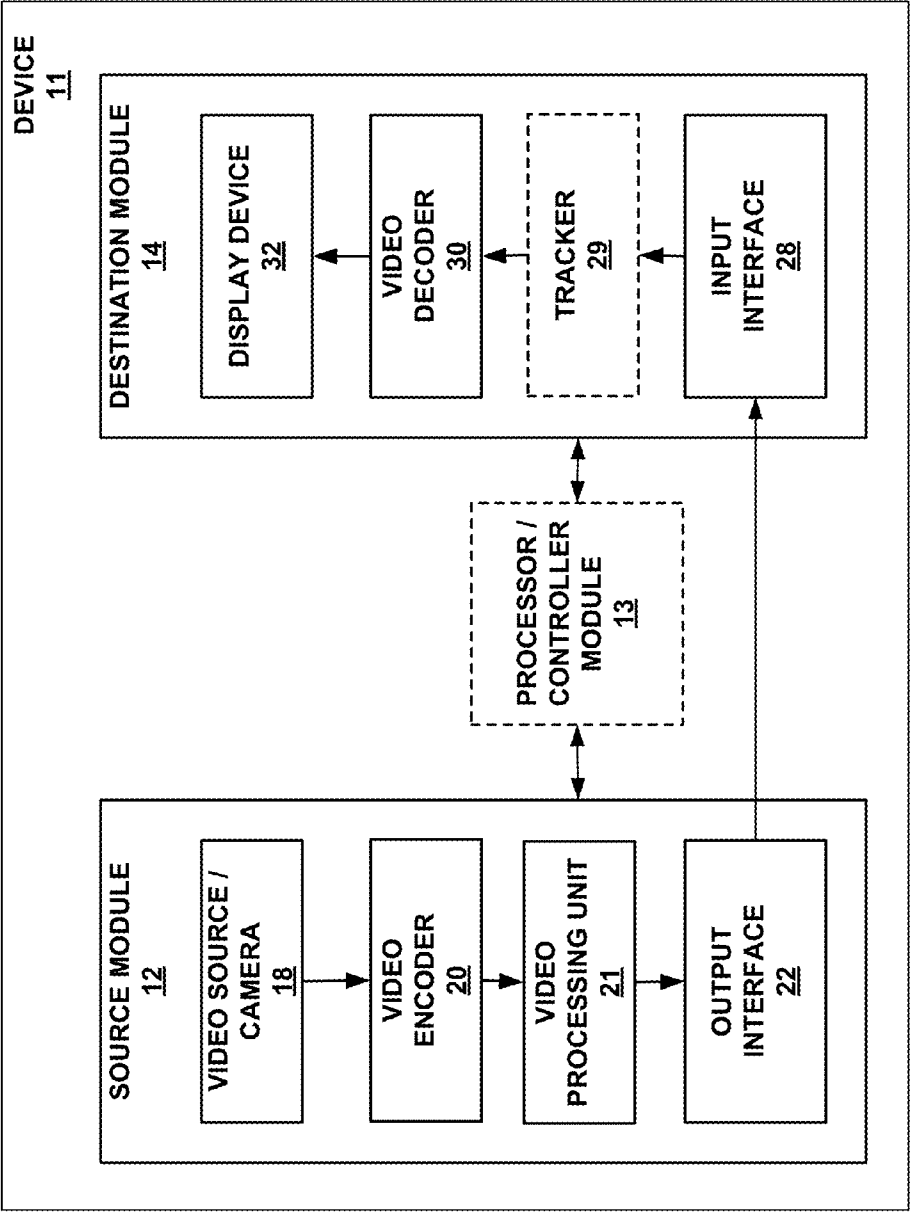 DEVICE
11
SOURCE MODULE
12
VIDEO SOURCE /
CAMERA
18
VIDEO
ENCODER
20
VIDEO
PROCESSING UNIT
21
OUTPUT
INTERFACE
22
PROCESSOR /
CONTROLLER
MODULE
13
DESTINATION MODULE
14
DISPLAY DEVICE
32
VIDEO
DECODER
30
TRACKER
29
INPUT
INTERFACE
28